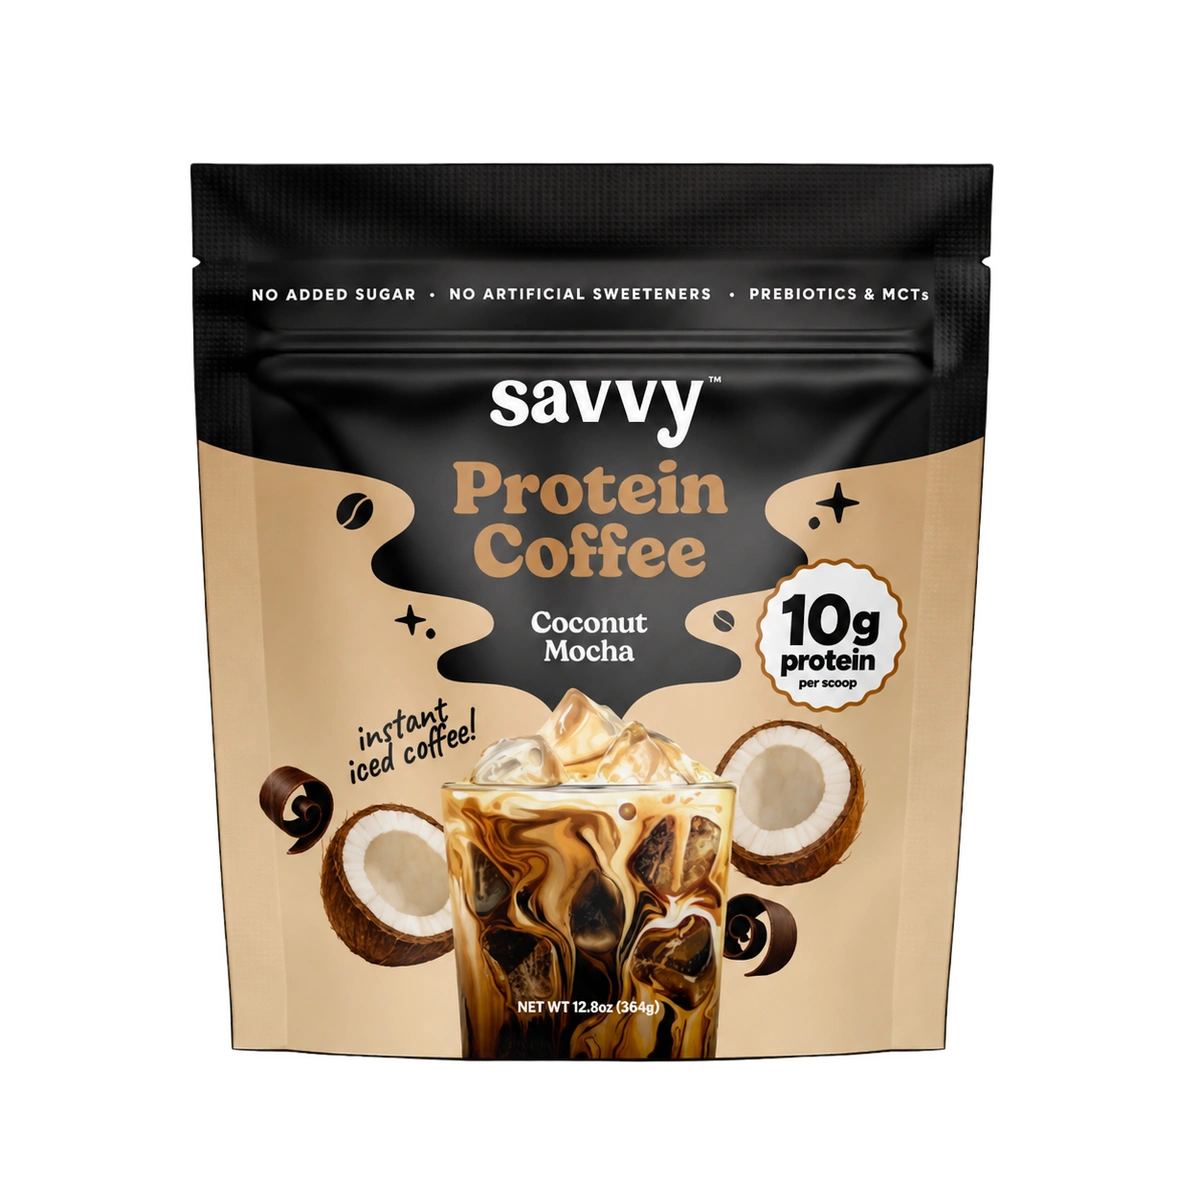 NO ADDED SUGAR • NO ARTIFICIAL SWEETENERS • PREBIOTICS & MCTs
savvy™
Protein
Coffee
Coconut
Mocha
10g
protein
per scoop
instant
iced coffee!
NET WT 12.8oz (364g)